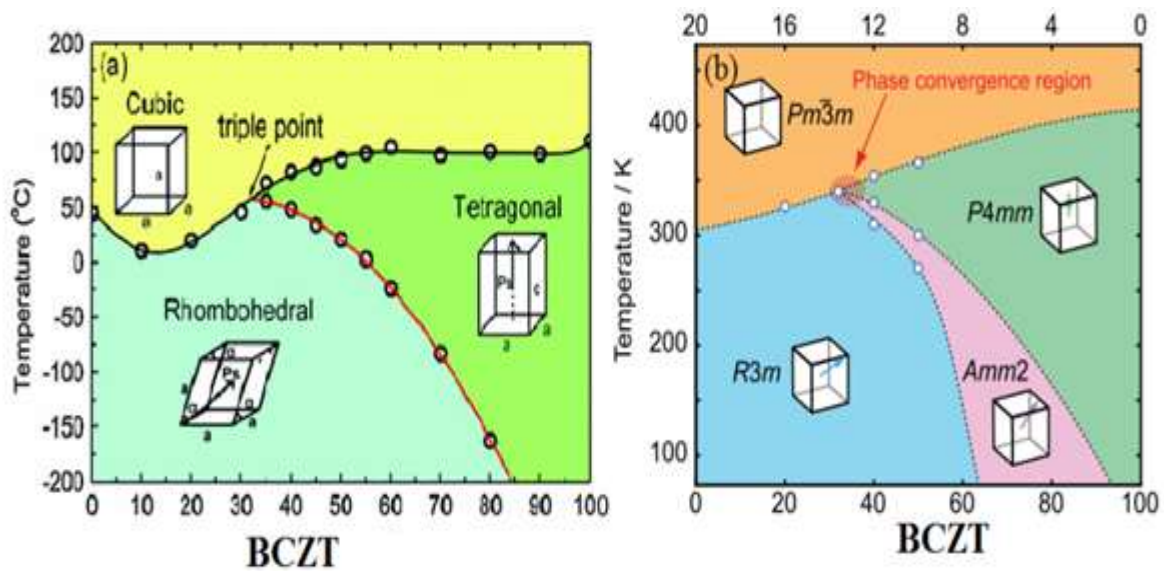 (a)
200
150
100
50
0
-50
-100
-150
-200
Temperature (°C)
Cubic
a
a
a
triple point
Tetragonal
Ps
c
a
a
Rhombohedral
Ps
a
a
a
0 10 20 30 40 50 60 70 80 90 100
BCZT
20 16 12 8 4 0
(b)
400
300
200
100
Temperature / K
Phase convergence region
Pm3̅m
P4mm
R3m
Amm2
0 20 40 60 80 100
BCZT